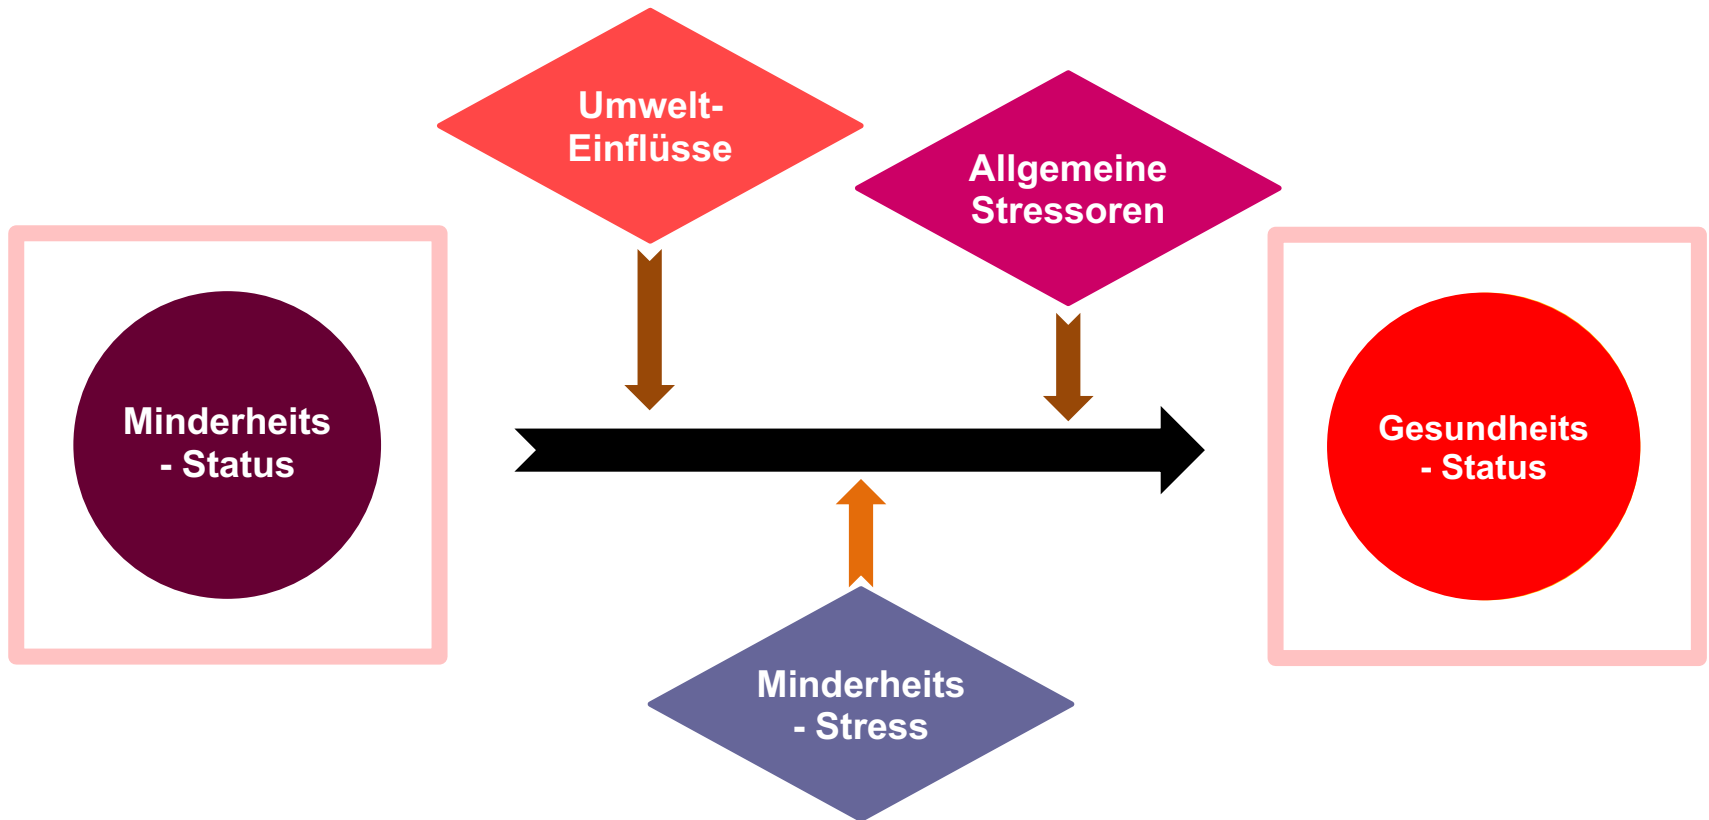 Umwelt-
Einflüsse
Allgemeine
Stressoren
Minderheits
- Status
Gesundheits
- Status
Minderheits
- Stress